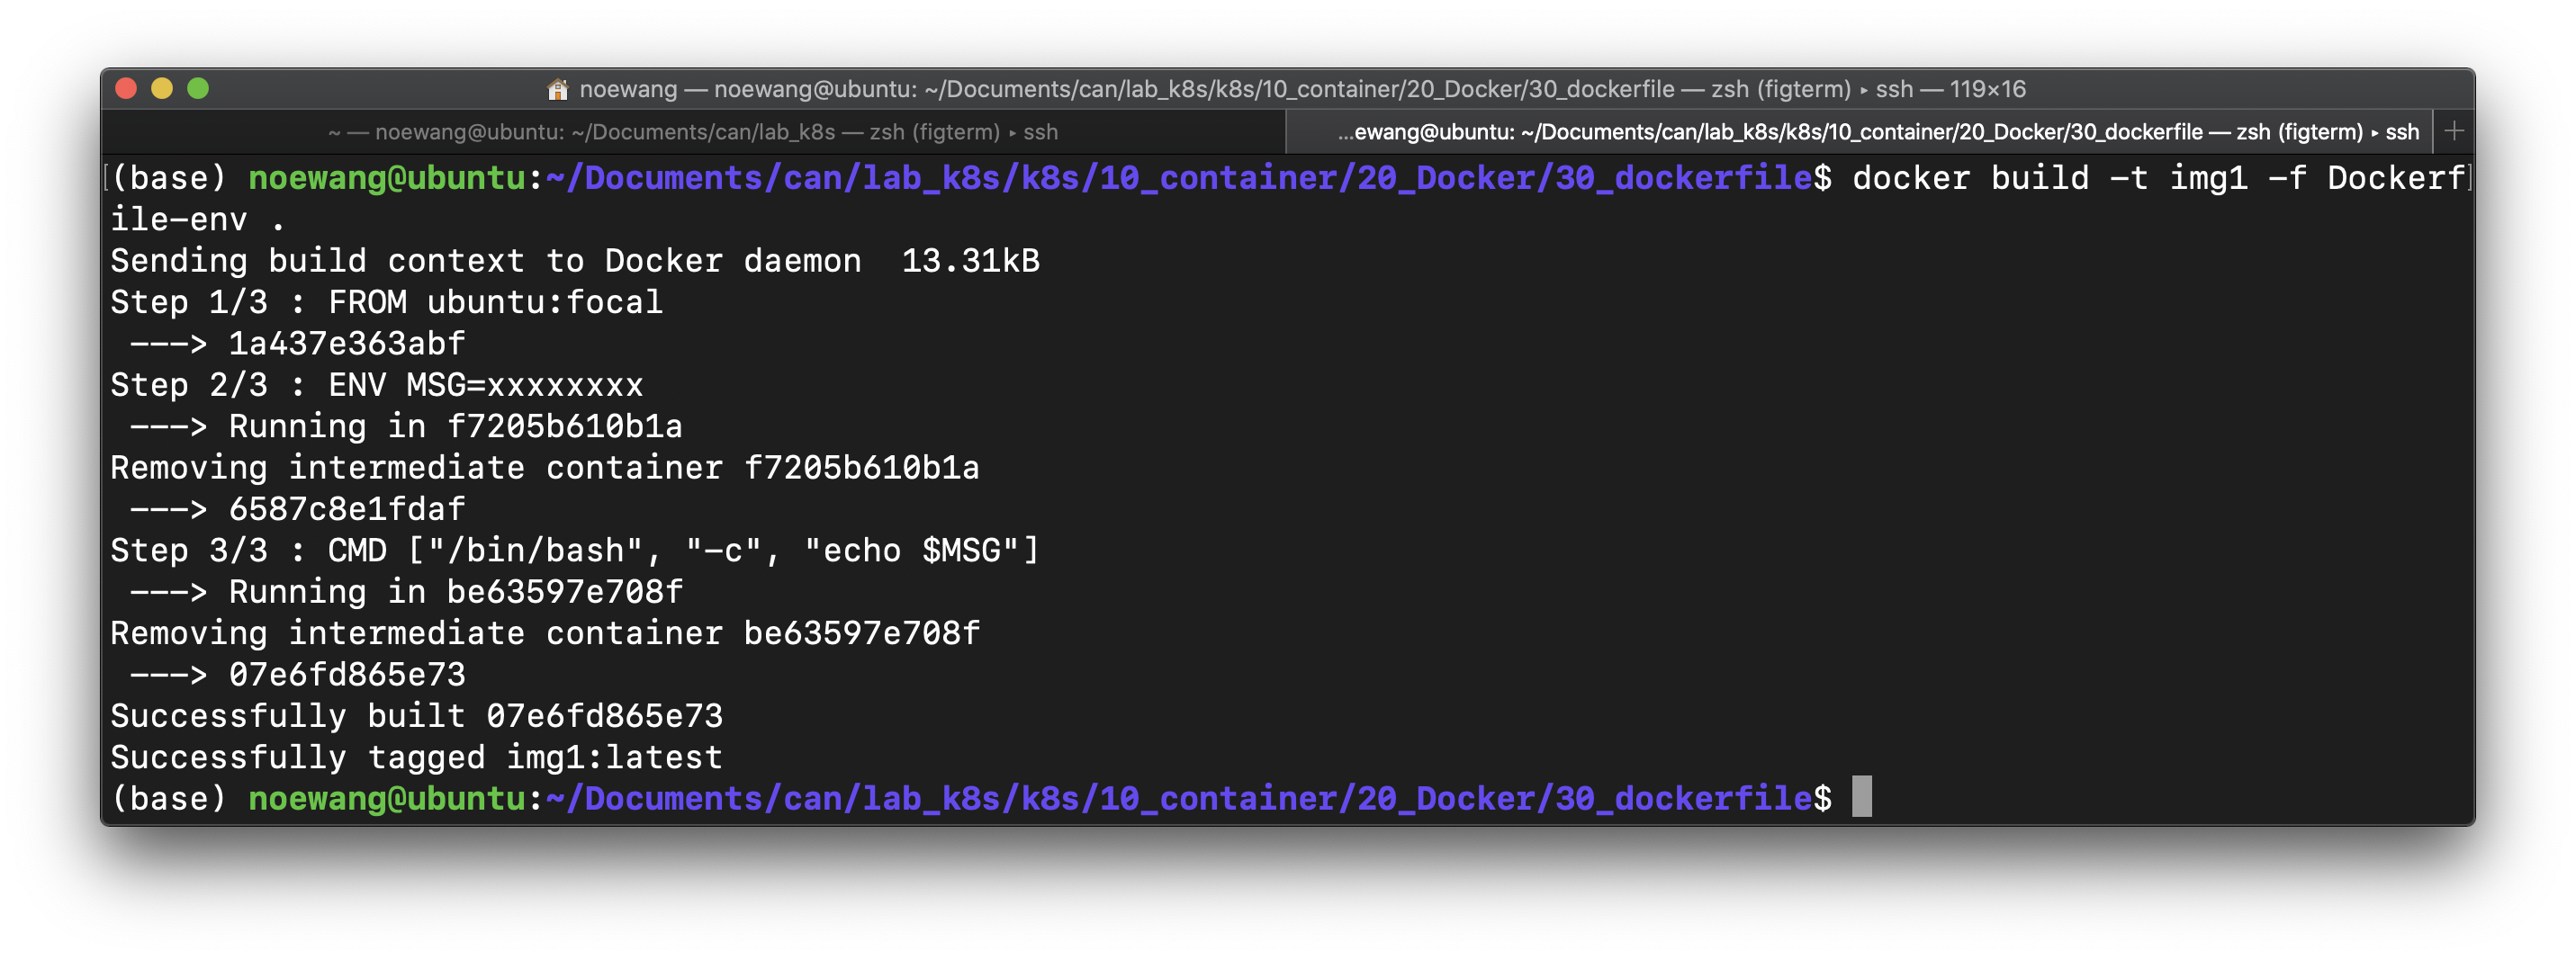 noewang — noewang@ubuntu: ~/Documents/can/lab_k8s/k8s/10_container/20_Docker/30_dockerfile — zsh (figterm) ▸ ssh — 119×16
~ — noewang@ubuntu: ~/Documents/can/lab_k8s — zsh (figterm) ▸ ssh
...ewang@ubuntu: ~/Documents/can/lab_k8s/k8s/10_container/20_Docker/30_dockerfile — zsh (figterm) ▸ ssh
[(base) noewang@ubuntu:~/Documents/can/lab_k8s/k8s/10_container/20_Docker/30_dockerfile$ docker build -t img1 -f Dockerf]
ile-env .
Sending build context to Docker daemon  13.31kB
Step 1/3 : FROM ubuntu:focal
 ---> 1a437e363abf
Step 2/3 : ENV MSG=xxxxxxxx
 ---> Running in f7205b610b1a
Removing intermediate container f7205b610b1a
 ---> 6587c8e1fdaf
Step 3/3 : CMD ["/bin/bash", "-c", "echo $MSG"]
 ---> Running in be63597e708f
Removing intermediate container be63597e708f
 ---> 07e6fd865e73
Successfully built 07e6fd865e73
Successfully tagged img1:latest
(base) noewang@ubuntu:~/Documents/can/lab_k8s/k8s/10_container/20_Docker/30_dockerfile$